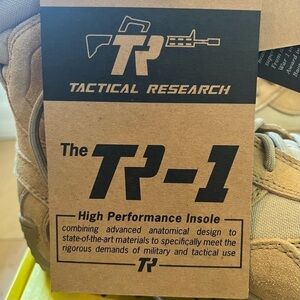 TR
TACTICAL RESEARCH
The TR-1
High Performance Insole
combining advanced anatomical design to
state-of-the-art materials to specifically meet the
rigorous demands of military and tactical use
TR